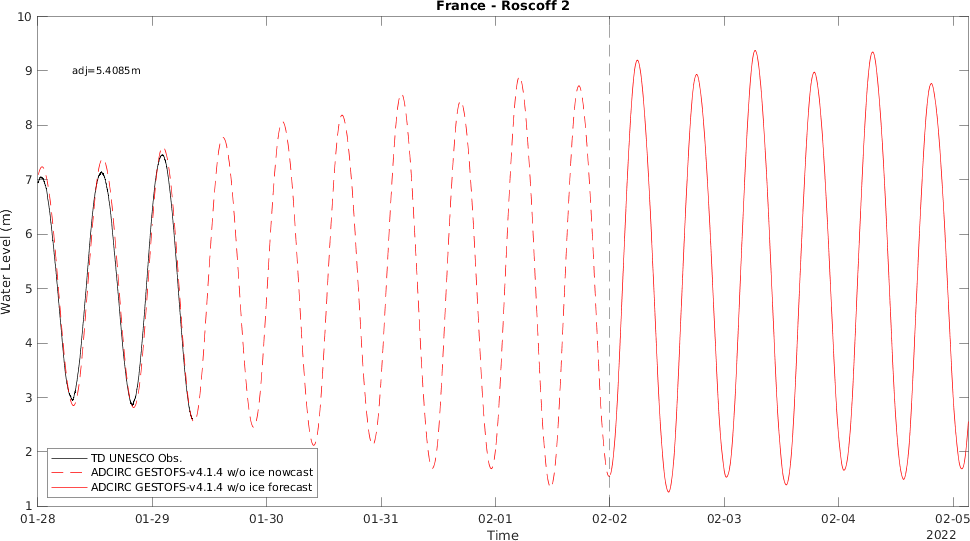 France - Roscoff 2
10
9
8
7
6
5
4
3
2
1
Water Level (m)
adj=5.4085m
TD UNESCO Obs.
ADCIRC GESTOFS-v4.1.4 w/o ice nowcast
ADCIRC GESTOFS-v4.1.4 w/o ice forecast
01-28 01-29 01-30 01-31 02-01 02-02 02-03 02-04 02-05
Time
2022